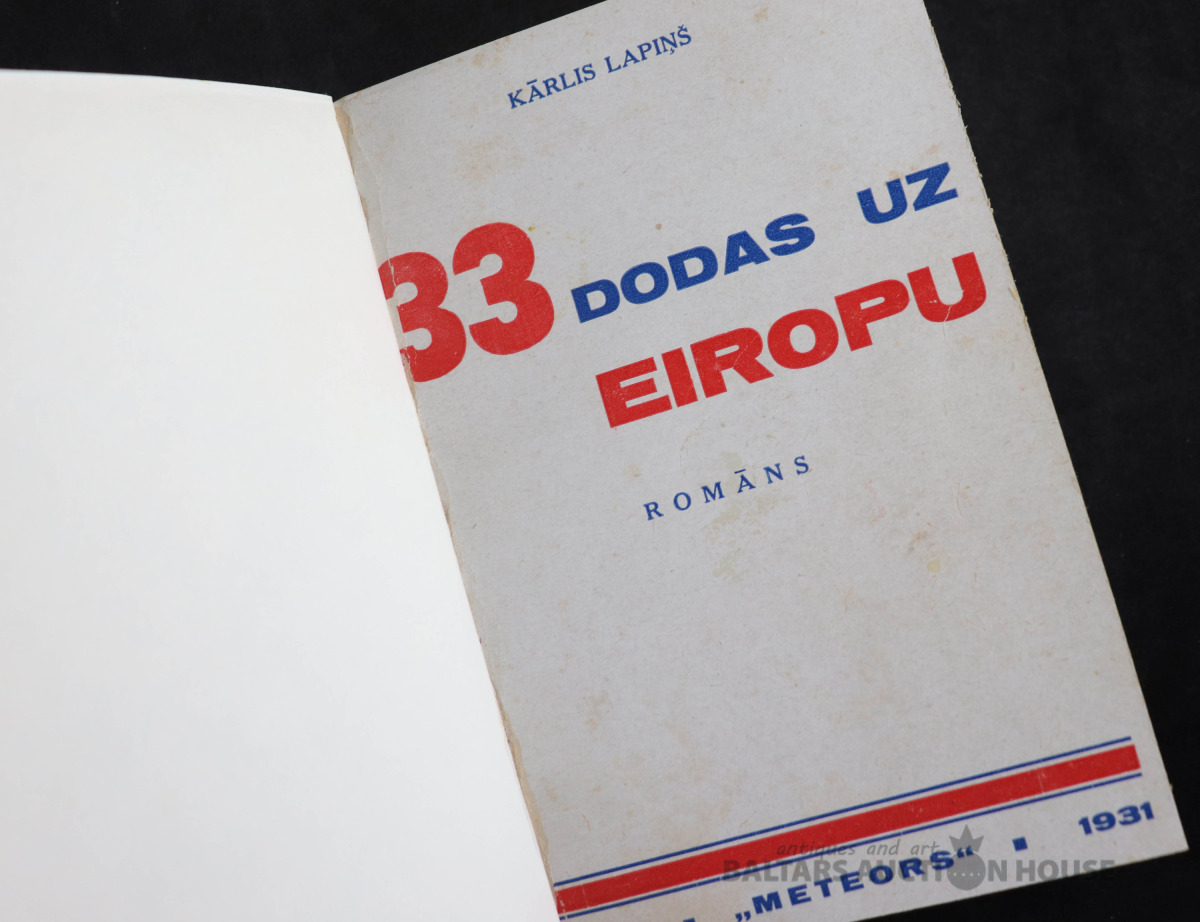 KĀRLIS LAPIŅŠ
33 DODAS UZ
EIROPU
ROMĀNS
„METEORS“ ▪ 1931
antiques and art
BALTARS AUCTION HOUSE